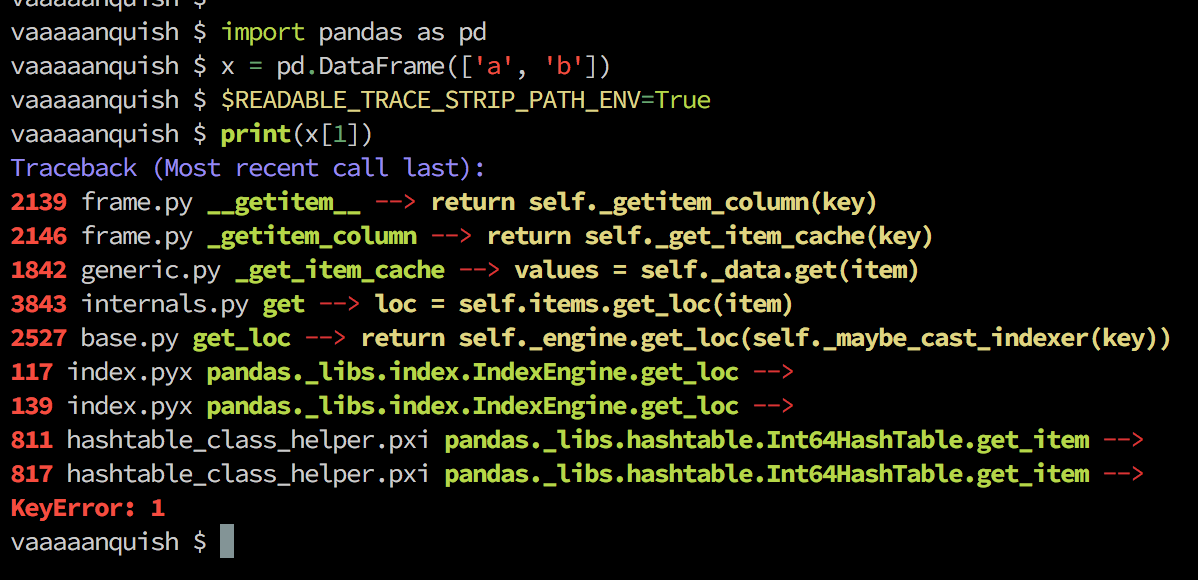 vaaaaanquish $
vaaaaanquish $ import pandas as pd
vaaaaanquish $ x = pd.DataFrame(['a', 'b'])
vaaaaanquish $ $READABLE_TRACE_STRIP_PATH_ENV=True
vaaaaanquish $ print(x[1])
Traceback (Most recent call last):
2139 frame.py __getitem__ --> return self._getitem_column(key)
2146 frame.py _getitem_column --> return self._get_item_cache(key)
1842 generic.py _get_item_cache --> values = self._data.get(item)
3843 internals.py get --> loc = self.items.get_loc(item)
2527 base.py get_loc --> return self._engine.get_loc(self._maybe_cast_indexer(key))
117 index.pyx pandas._libs.index.IndexEngine.get_loc -->
139 index.pyx pandas._libs.index.IndexEngine.get_loc -->
811 hashtable_class_helper.pxi pandas._libs.hashtable.Int64HashTable.get_item -->
817 hashtable_class_helper.pxi pandas._libs.hashtable.Int64HashTable.get_item -->
KeyError: 1
vaaaaanquish $